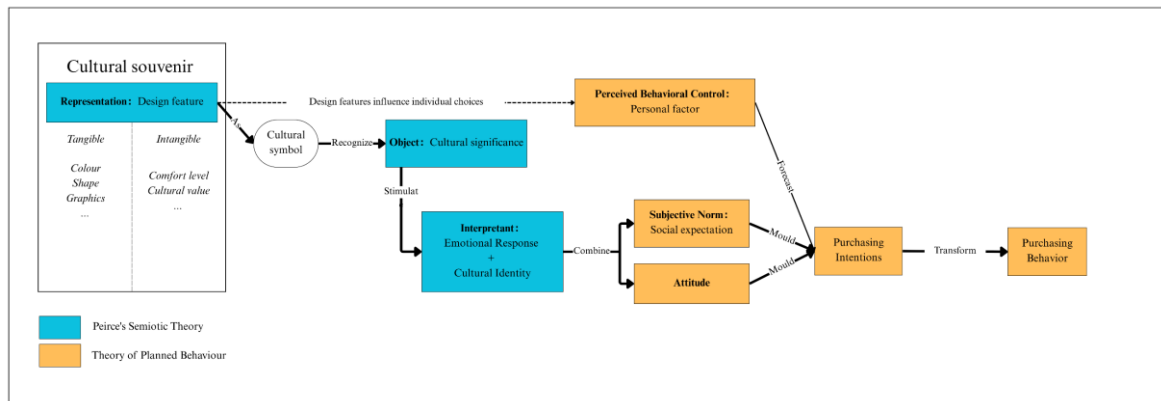 Cultural souvenir
Representation: Design feature
Tangible
Intangible
Colour
Shape
Graphics
...
Comfort level
Cultural value
...
As
Cultural
symbol
Recognize
Object: Cultural significance
Design features influence individual choices
Perceived Behavioral Control:
Personal factor
Stimulat
Interpretant:
Emotional Response
+
Cultural Identity
Combine
Subjective Norm:
Social expectation
Attitude
Forecast
Mould
Mould
Purchasing
Intentions
Transform
Purchasing
Behavior
Peirce's Semiotic Theory
Theory of Planned Behaviour